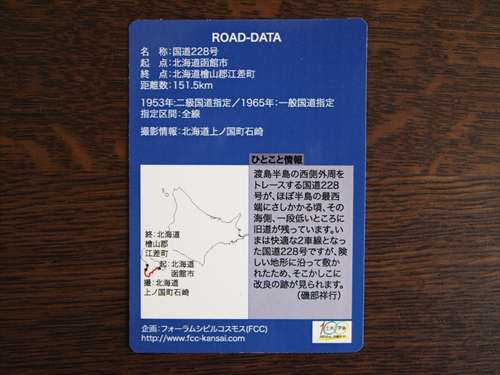 ROAD-DATA
名　称：国道228号
起　点：北海道函館市
終　点：北海道檜山郡江差町
距離数：151.5km
1953年：二級国道指定／1965年：一般国道指定
指定区間：全線
撮影情報：北海道上ノ国町石崎
ひとこと情報
渡島半島の西側外周を
トレースする国道228
号が、ほぼ半島の最西
端にさしかかる頃、その
海側、一段低いところに
旧道が残っています。い
まは快適な2車線となっ
た国道228号ですが、険
しい地形に沿って敷か
れたため、そこかしこに
改良の跡が見られます。
（磯部祥行）
終：北海道
檜山郡
江差町
起：北海道
函館市
撮：北海道
上ノ国町石崎
企画：フォーラムシビルコスモス(FCC)
http://www.fcc-kansai.com/